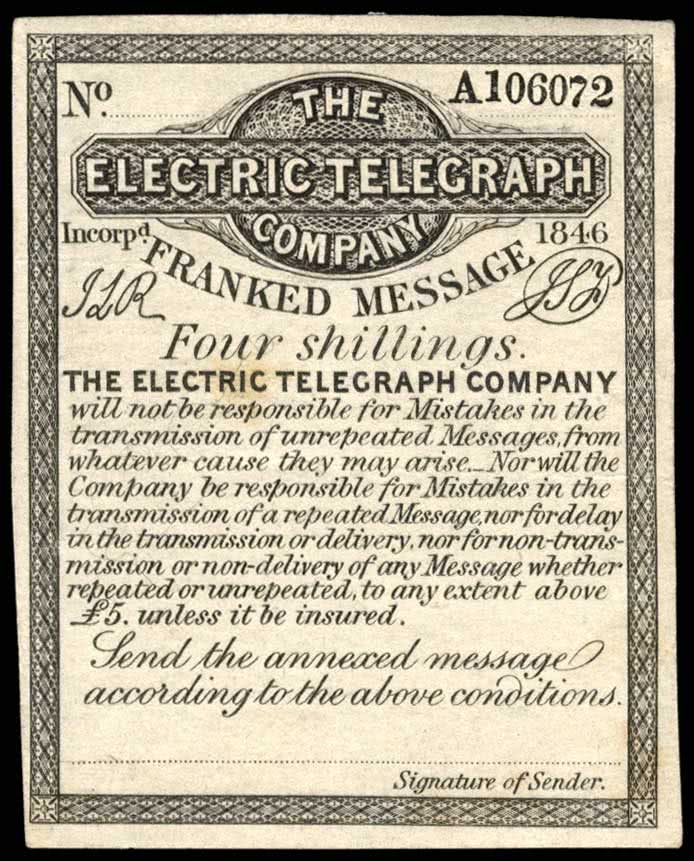 No. A106072
THE
ELECTRIC TELEGRAPH
COMPANY
Incorpd. 1846
FRANKED MESSAGE
JLR
Four shillings.
THE ELECTRIC TELEGRAPH COMPANY
will not be responsible for Mistakes in the
transmission of unrepeated Messages, from
whatever cause they may arise._Nor will the
Company be responsible for Mistakes in the
transmission of a repeated Message, nor for delay
in the transmission or delivery, nor for non-trans-
mission or non-delivery of any Message whether
repeated or unrepeated, to any extent above
£5. unless it be insured.
Send the annexed message
according to the above conditions.
Signature of Sender.